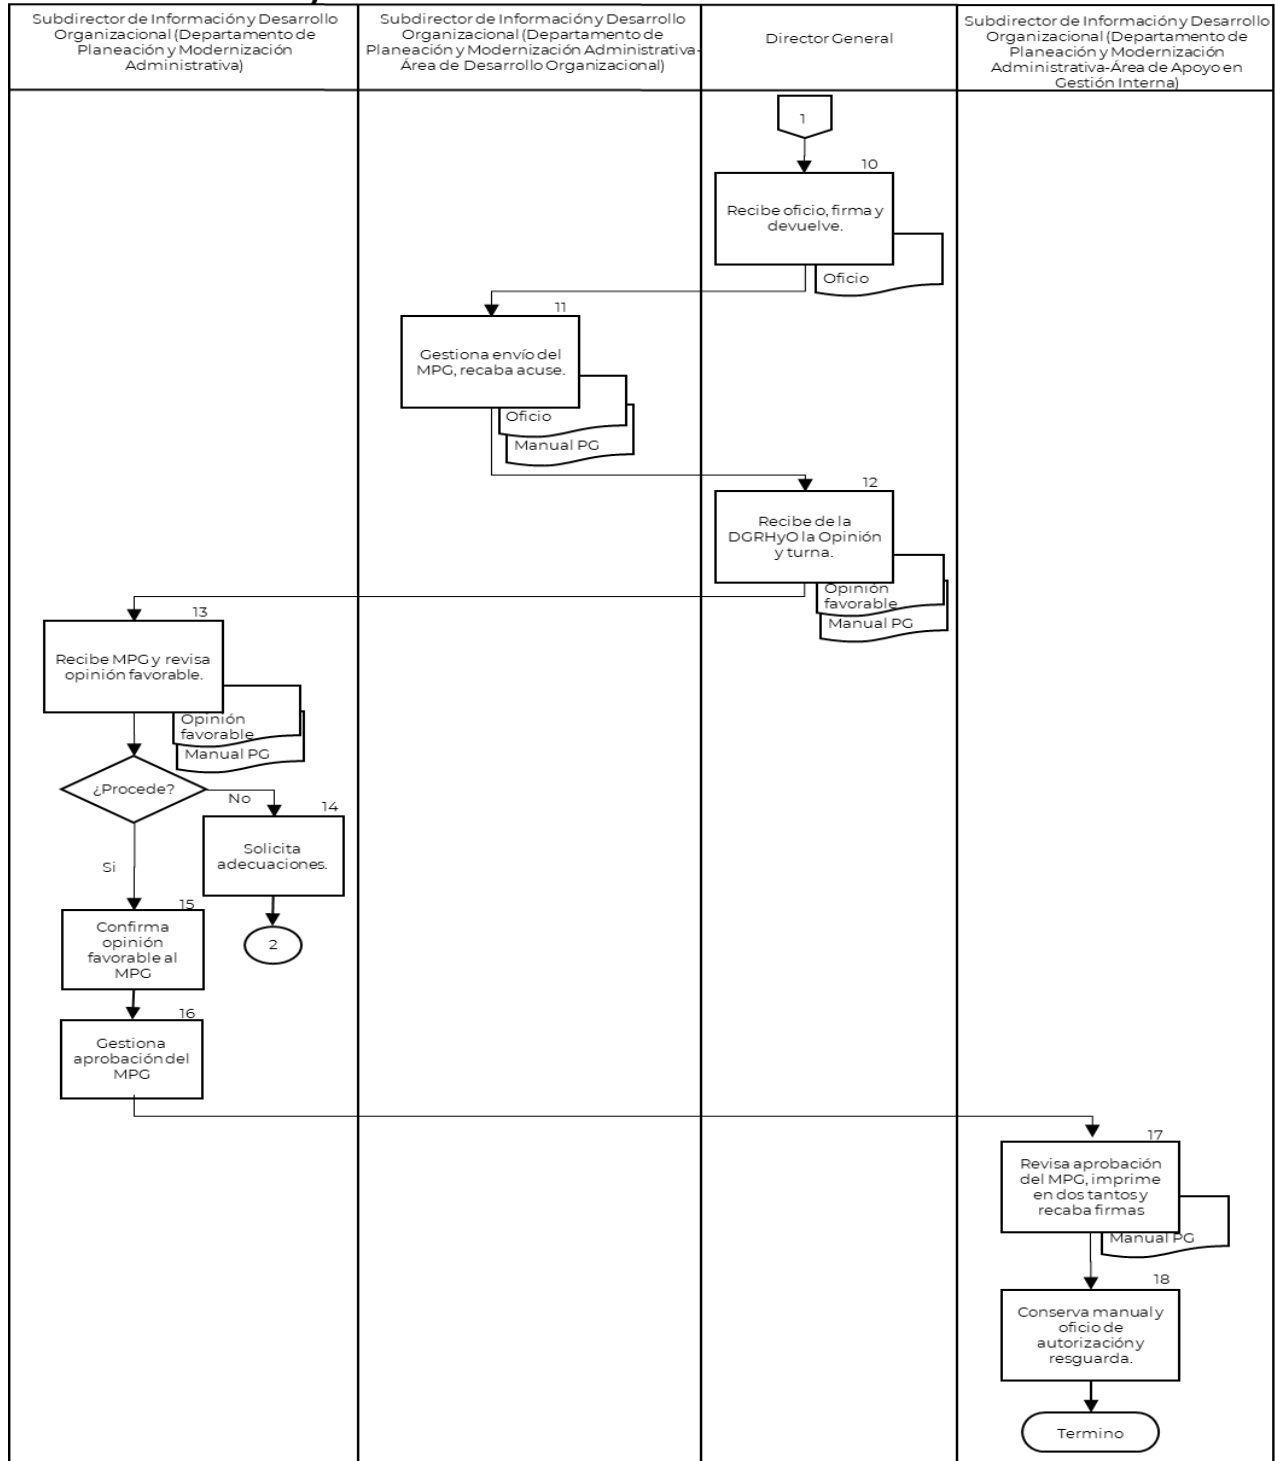 Subdirector de Información y Desarrollo
Organizacional (Departamento de
Planeación y Modernización
Administrativa)
Subdirector de Información y Desarrollo
Organizacional (Departamento de
Planeación y Modernización Administrativa-
Área de Desarrollo Organizacional)
Director General
Subdirector de Información y Desarrollo
Organizacional (Departamento de
Planeación y Modernización
Administrativa-Área de Apoyo en
Gestión Interna)
1
10
Recibe oficio, firma y
devuelve.
Oficio
11
Gestiona envío del
MPG, recaba acuse.
Oficio
Manual PG
12
Recibe de la
DGRHyO la Opinión
y turna.
Opinión
favorable
Manual PG
13
Recibe MPG y revisa
opinión favorable.
Opinión
favorable
Manual PG
¿Procede?
No
14
Solicita
adecuaciones.
2
Si
15
Confirma
opinión
favorable al
MPG
16
Gestiona
aprobación del
MPG
17
Revisa aprobación
del MPG, imprime
en dos tantos y
recaba firmas
Manual PG
18
Conserva manual y
oficio de
autorización y
resguarda.
Termino